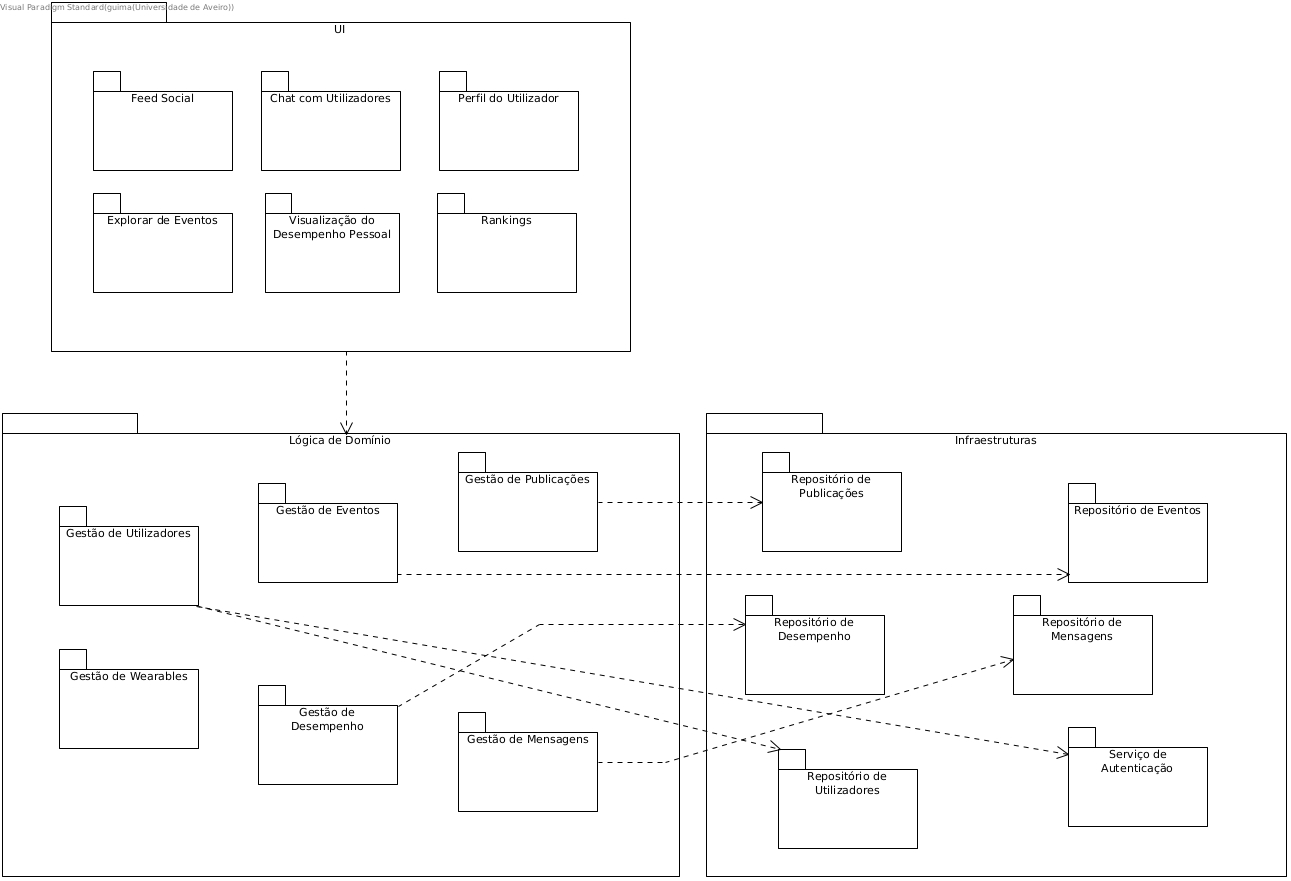 Visual Paradigm Standard(guima(Universidade de Aveiro))
UI
Feed Social
Chat com Utilizadores
Perfil do Utilizador
Explorar de Eventos
Visualização do
Desempenho Pessoal
Rankings
Lógica de Domínio
Gestão de Publicações
Gestão de Eventos
Gestão de Utilizadores
Gestão de Wearables
Gestão de
Desempenho
Gestão de Mensagens
Infraestruturas
Repositório de
Publicações
Repositório de Eventos
Repositório de
Desempenho
Repositório de
Mensagens
Serviço de
Autenticação
Repositório de
Utilizadores